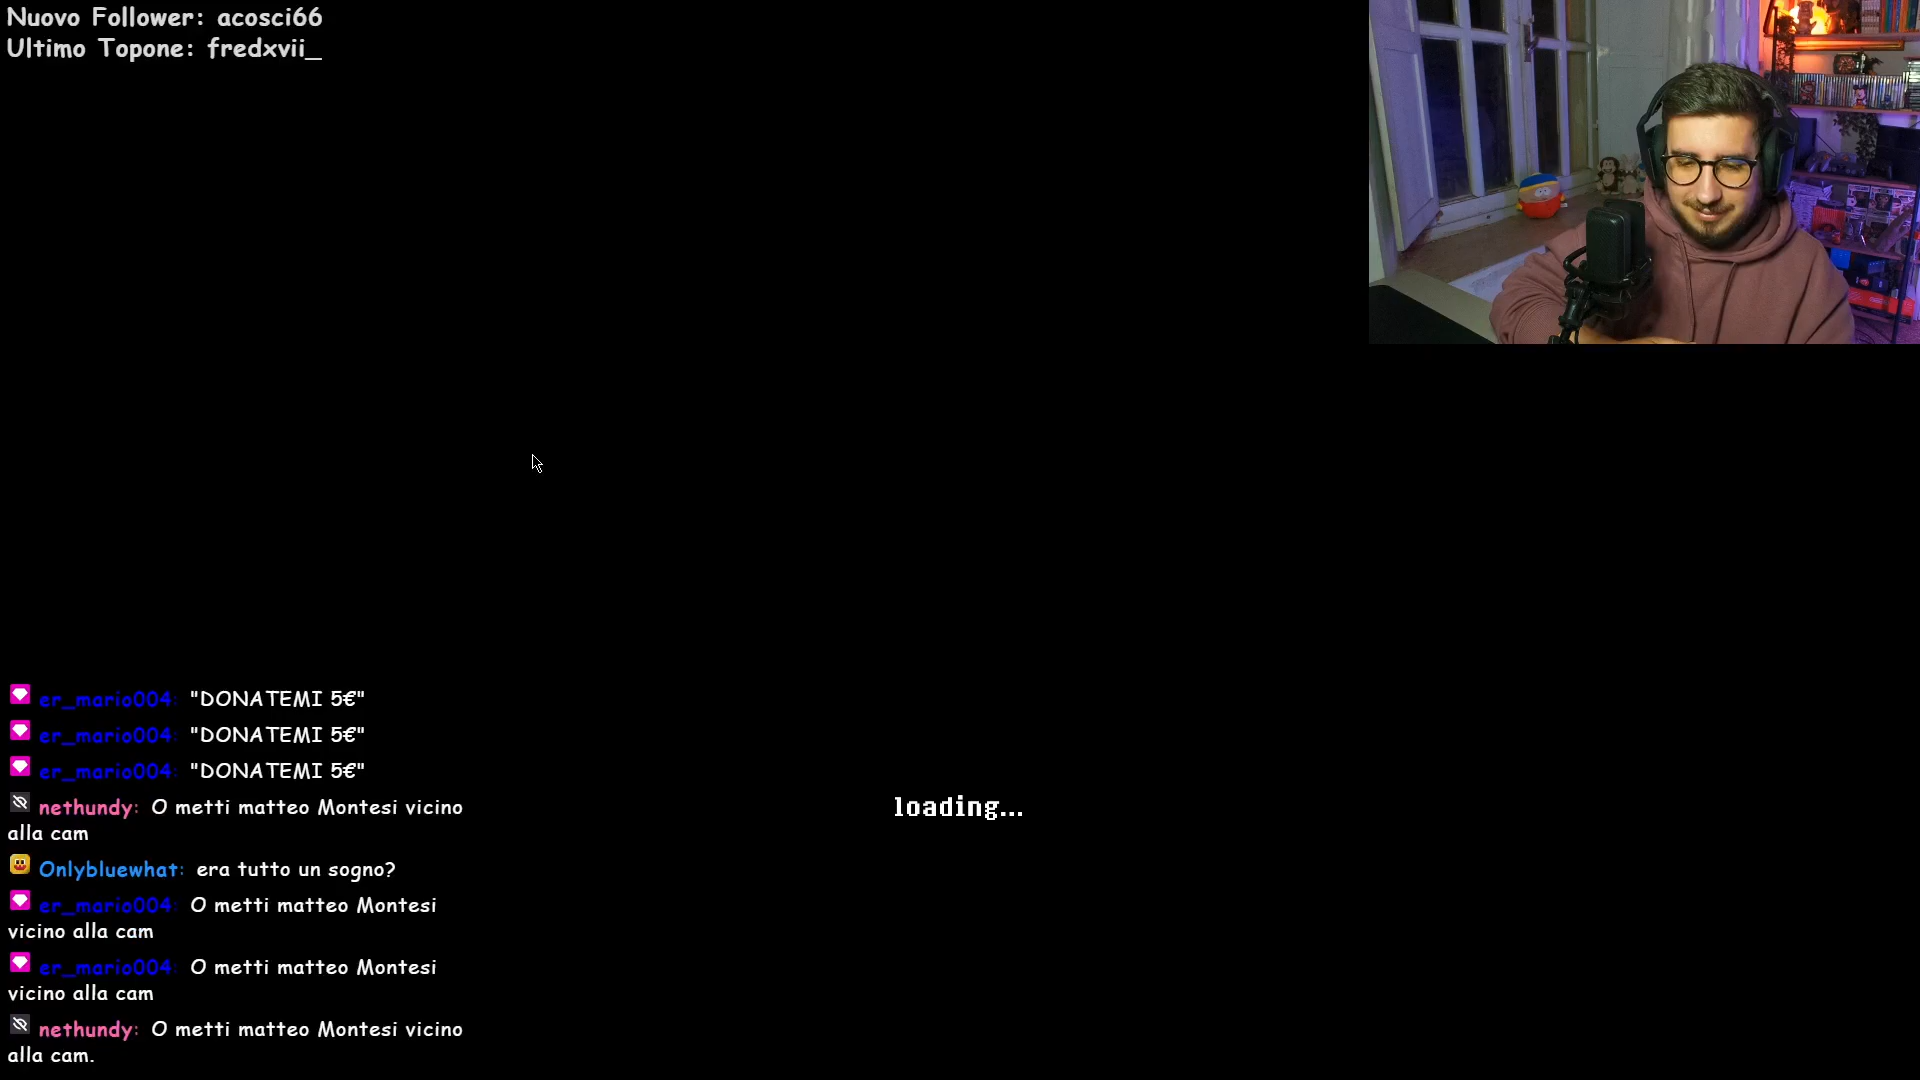 Nuovo Follower: acosci66
Ultimo Topone: fredxvii_
er_mario004: "DONATEMI 5€"
er_mario004: "DONATEMI 5€"
er_mario004: "DONATEMI 5€"
nethundy: O metti matteo Montesi vicino
alla cam
Onlybluewhat: era tutto un sogno?
er_mario004: O metti matteo Montesi
vicino alla cam
er_mario004: O metti matteo Montesi
vicino alla cam
nethundy: O metti matteo Montesi vicino
alla cam.
loading...